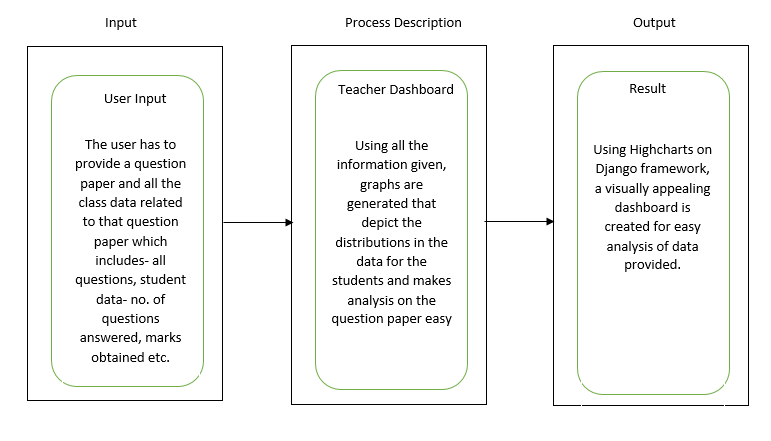 Input
User Input
The user has to
provide a question
paper and all the
class data related
to that question
paper which
includes- all
questions, student
data- no. of
questions
answered, marks
obtained etc.
Process Description
Teacher Dashboard
Using all the
information given,
graphs are
generated that
depict the
distributions in the
data for the
students and makes
analysis on the
question paper easy
Output
Result
Using Highcharts on
Django framework,
a visually appealing
dashboard is
created for easy
analysis of data
provided.